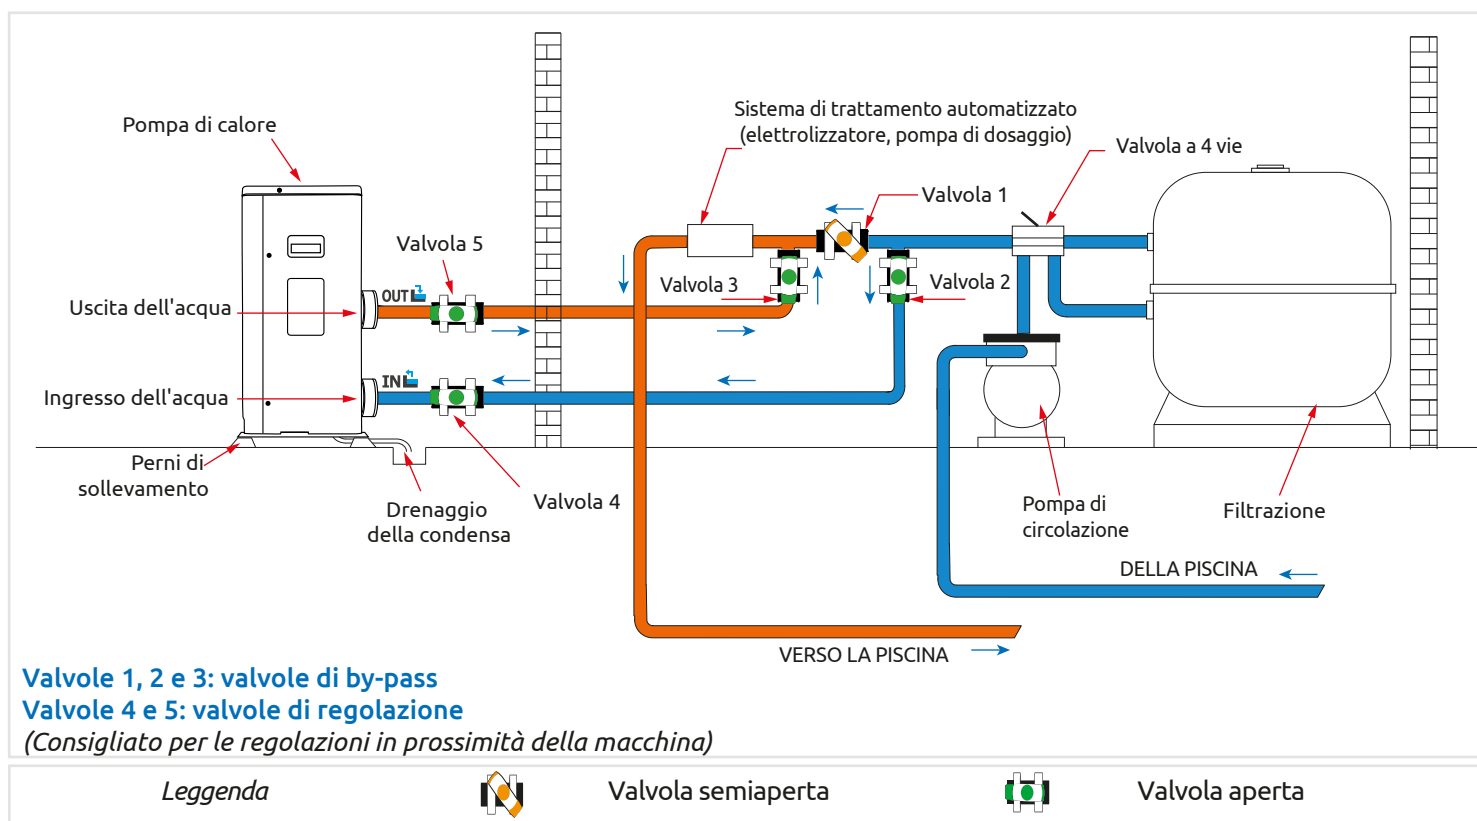 Sistema di trattamento automatizzato
(elettrolizzatore, pompa di dosaggio)
Pompa di calore
Valvola a 4 vie
Valvola 1
Valvola 5
Valvola 3
Valvola 2
OUT
Uscita dell'acqua
IN
Ingresso dell'acqua
Perni di
sollevamento
Drenaggio
della condensa
Valvola 4
Pompa di
circolazione
Filtrazione
DELLA PISCINA
VERSO LA PISCINA
Valvole 1, 2 e 3: valvole di by-pass
Valvole 4 e 5: valvole di regolazione
(Consigliato per le regolazioni in prossimità della macchina)
Leggenda
Valvola semiaperta
Valvola aperta